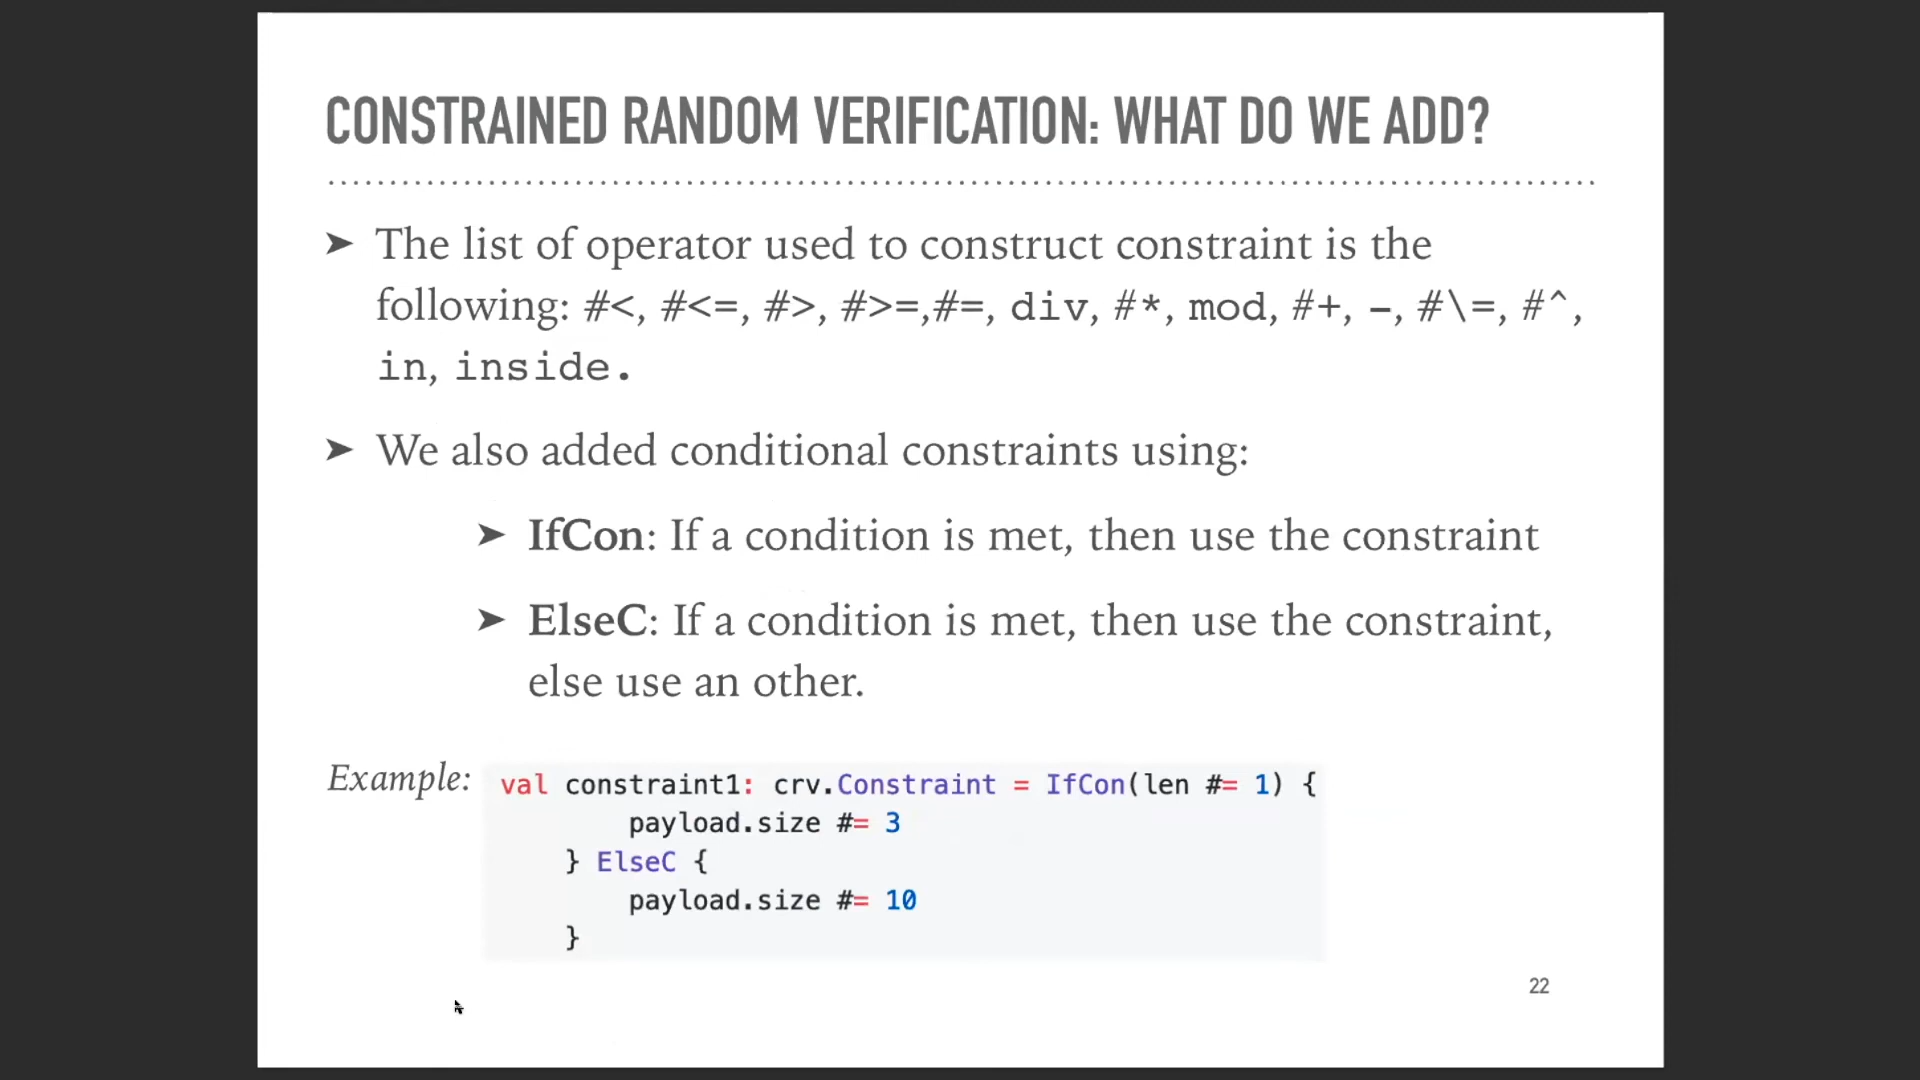 CONSTRAINED RANDOM VERIFICATION: WHAT DO WE ADD?
➤ The list of operator used to construct constraint is the
following: #<, #<=, #>, #>=,#=, div, #*, mod, #+, −, #\=, #^,
in, inside.
➤ We also added conditional constraints using:
➤ IfCon: If a condition is met, then use the constraint
➤ ElseC: If a condition is met, then use the constraint,
else use an other.
Example:
val constraint1: crv.Constraint = IfCon(len #= 1) {
payload.size #= 3
} ElseC {
payload.size #= 10
}
22